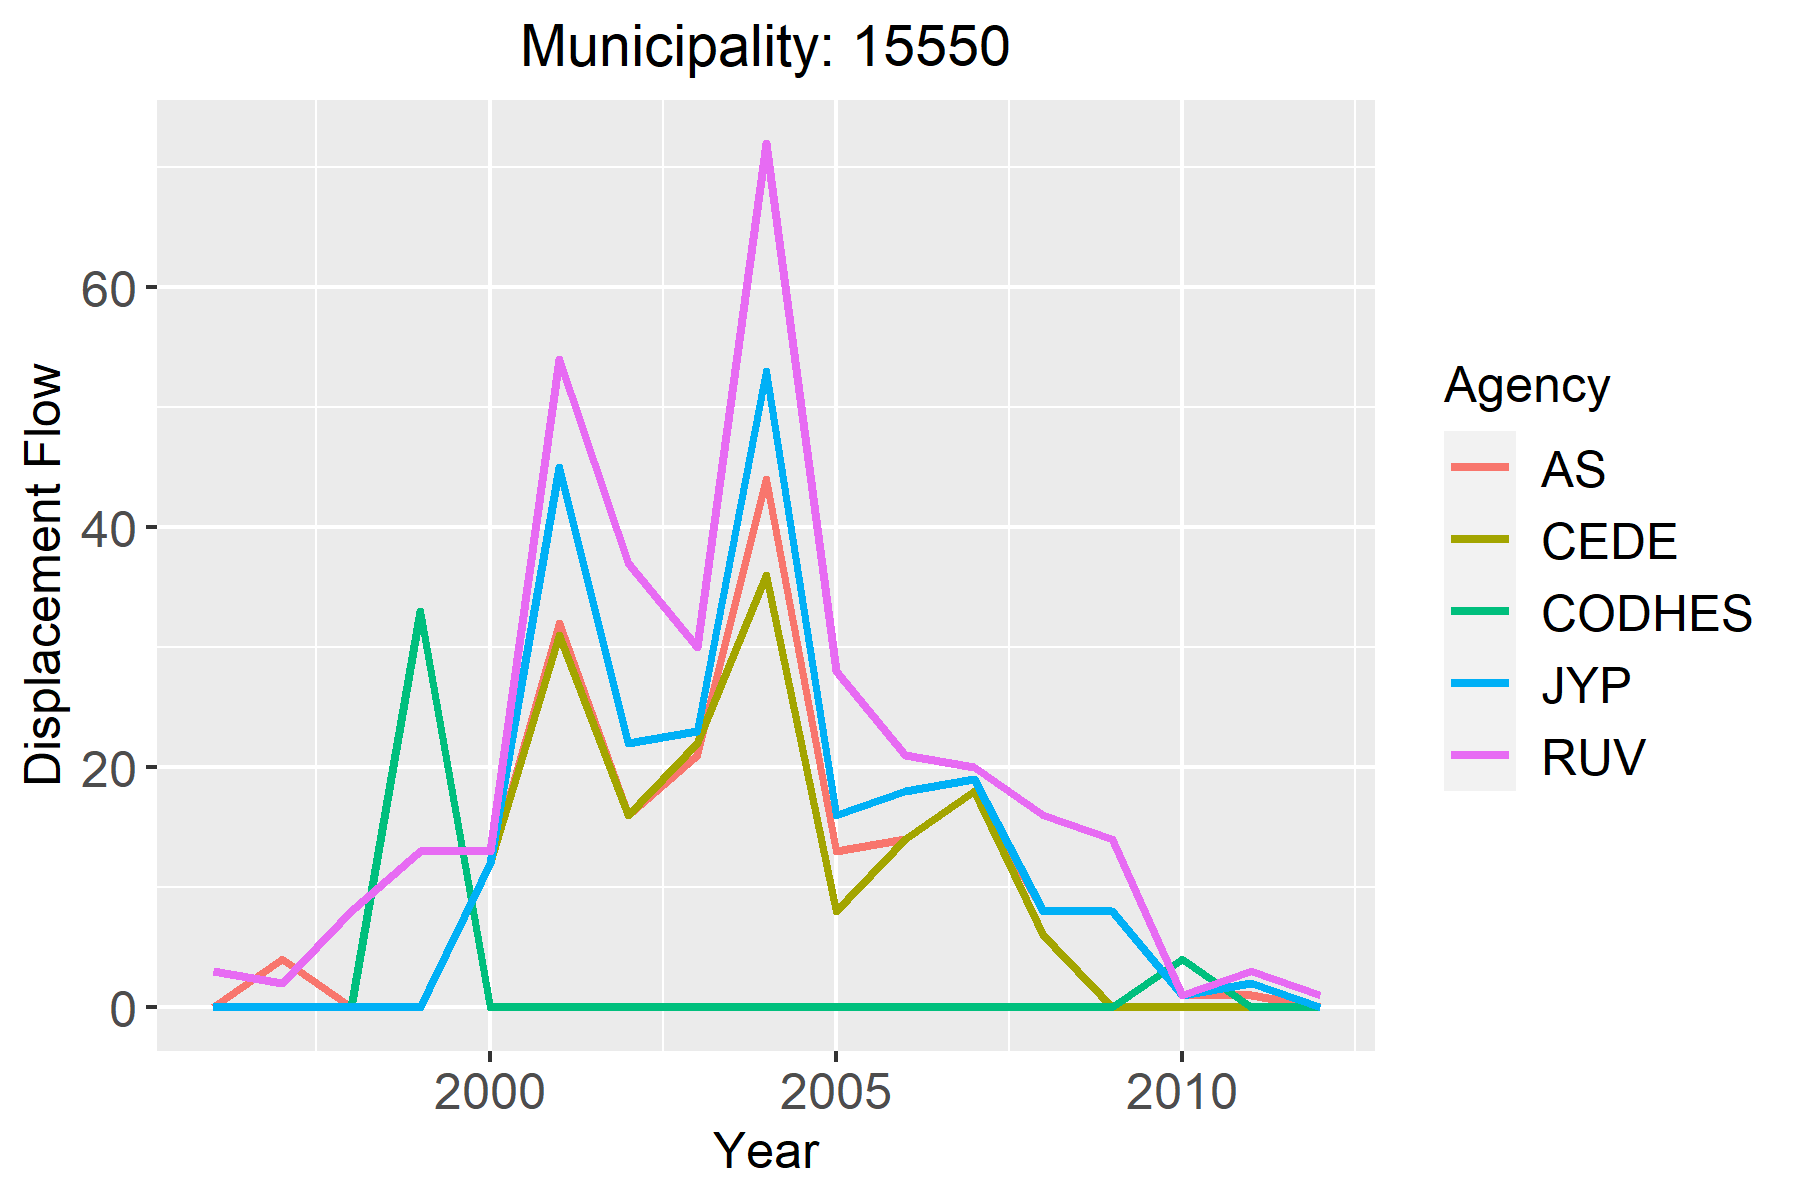 Municipality: 15550
Displacement Flow
60
40
20
0
2000 2005 2010
Year
Agency
AS
CEDE
CODHES
JYP
RUV